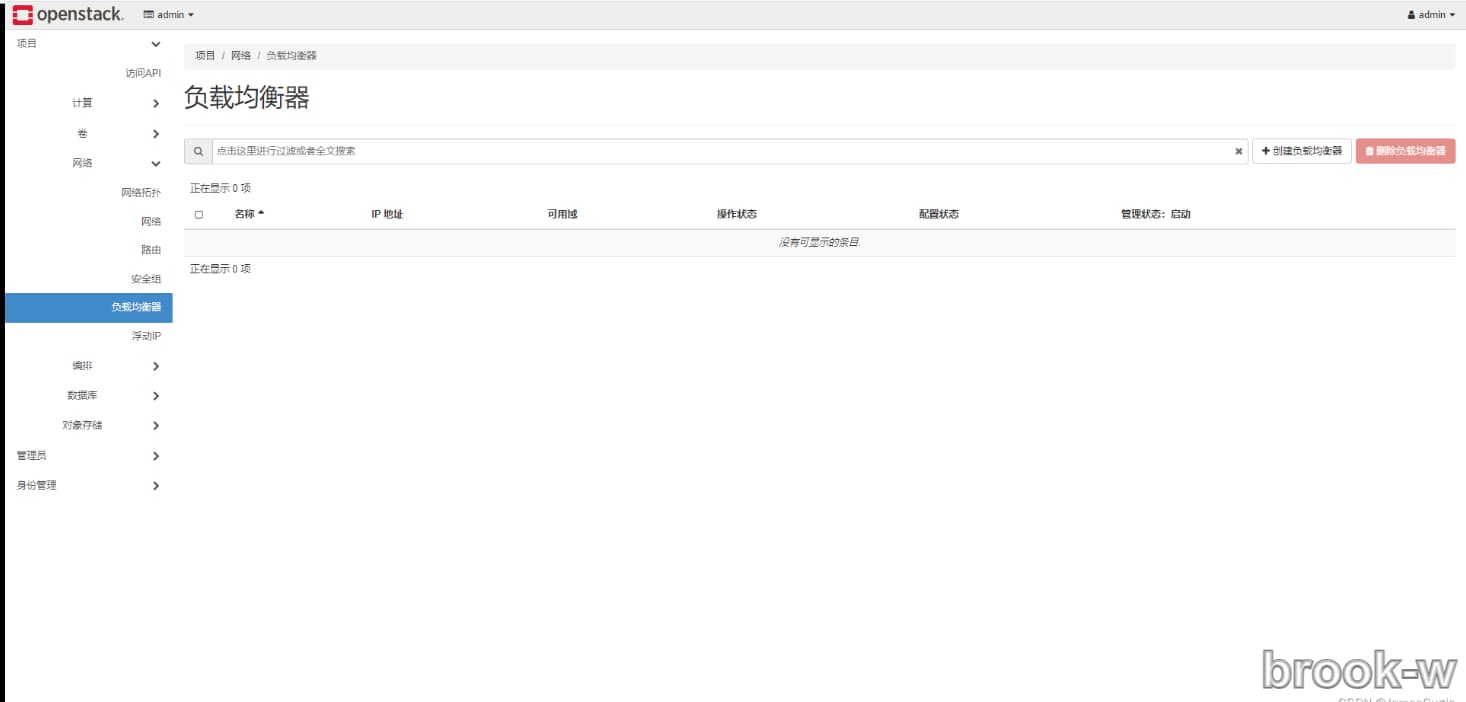 openstack. admin admin
项目
项目 / 网络 / 负载均衡器
访问API
负载均衡器
计算
卷
网络
点击这里进行过滤或者全文搜索 创建负载均衡器 删除负载均衡器
正在显示 0 项
网络拓扑
名称 IP 地址 可用域 操作状态 配置状态 管理状态：启动
网络
没有可显示的条目.
路由
正在显示 0 项
安全组
负载均衡器
浮动IP
编排
数据库
对象存储
管理员
身份管理
brook-w